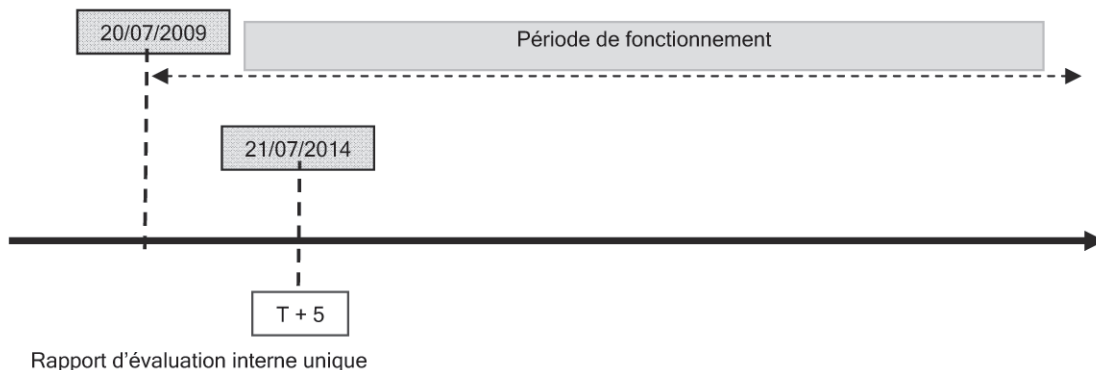 20/07/2009
Période de fonctionnement
21/07/2014
T + 5
Rapport d’évaluation interne unique